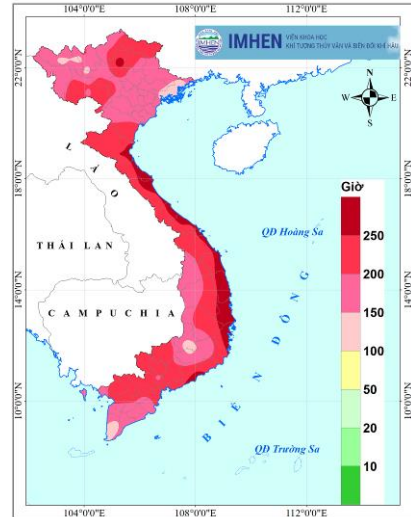 104°0'0"E
108°0'0"E
112°0'0"E
IMHEN
IMHEN
VIỆN KHOA HỌC
KHÍ TƯỢNG THỦY VĂN VÀ BIẾN ĐỔI KHÍ HẬU
22°0'0"N
22°0'0"N
N
W
E
S
LÀO
18°0'0"N
18°0'0"N
Giờ
250
200
150
100
50
20
10
QĐ Hoàng Sa
THÁI LAN
14°0'0"N
14°0'0"N
CAMPUCHIA
BIỂN ĐÔNG
10°0'0"N
10°0'0"N
QĐ Trường Sa
104°0'0"E
108°0'0"E
112°0'0"E